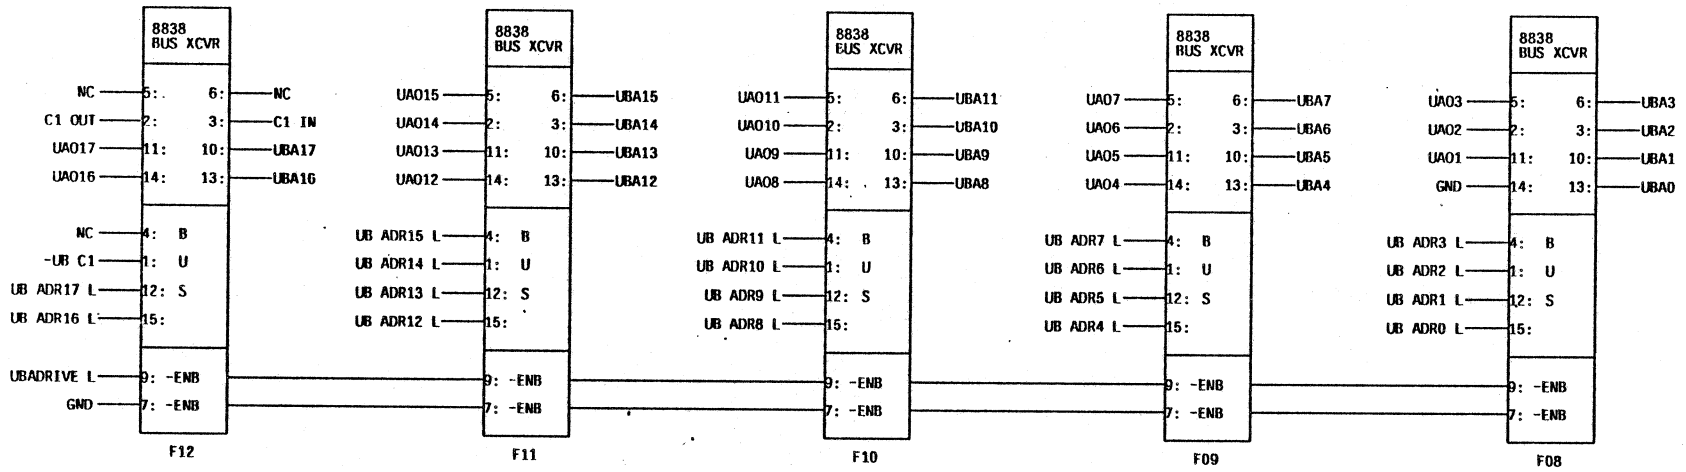 8838
BUS XCVR
NC 5: 6: NC
C1 OUT 2: 3: C1 IN
UAO17 11: 10: UBA17
UAO16 14: 13: UBA16
NC 4: B
-UB C1 1: U
UB ADR17 L 12: S
UB ADR16 L 15:
UBADRIVE L 9: -ENB
GND 7: -ENB
F12
8838
BUS XCVR
UAO15 5: 6: UBA15
UAO14 2: 3: UBA14
UAO13 11: 10: UBA13
UAO12 14: 13: UBA12
UB ADR15 L 4: B
UB ADR14 L 1: U
UB ADR13 L 12: S
UB ADR12 L 15:
9: -ENB
7: -ENB
F11
8838
BUS XCVR
UAO11 5: 6: UBA11
UAO10 2: 3: UBA10
UAO9 11: 10: UBA9
UAO8 14: 13: UBA8
UB ADR11 L 4: B
UB ADR10 L 1: U
UB ADR9 L 12: S
UB ADR8 L 15:
9: -ENB
7: -ENB
F10
8838
BUS XCVR
UAO7 5: 6: UBA7
UAO6 2: 3: UBA6
UAO5 11: 10: UBA5
UAO4 14: 13: UBA4
UB ADR7 L 4: B
UB ADR6 L 1: U
UB ADR5 L 12: S
UB ADR4 L 15:
9: -ENB
7: -ENB
F09
8838
BUS XCVR
UAO3 5: 6: UBA3
UAO2 2: 3: UBA2
UAO1 11: 10: UBA1
GND 14: 13: UBA0
UB ADR3 L 4: B
UB ADR2 L 1: U
UB ADR1 L 12: S
UB ADR0 L 15:
9: -ENB
7: -ENB
F08